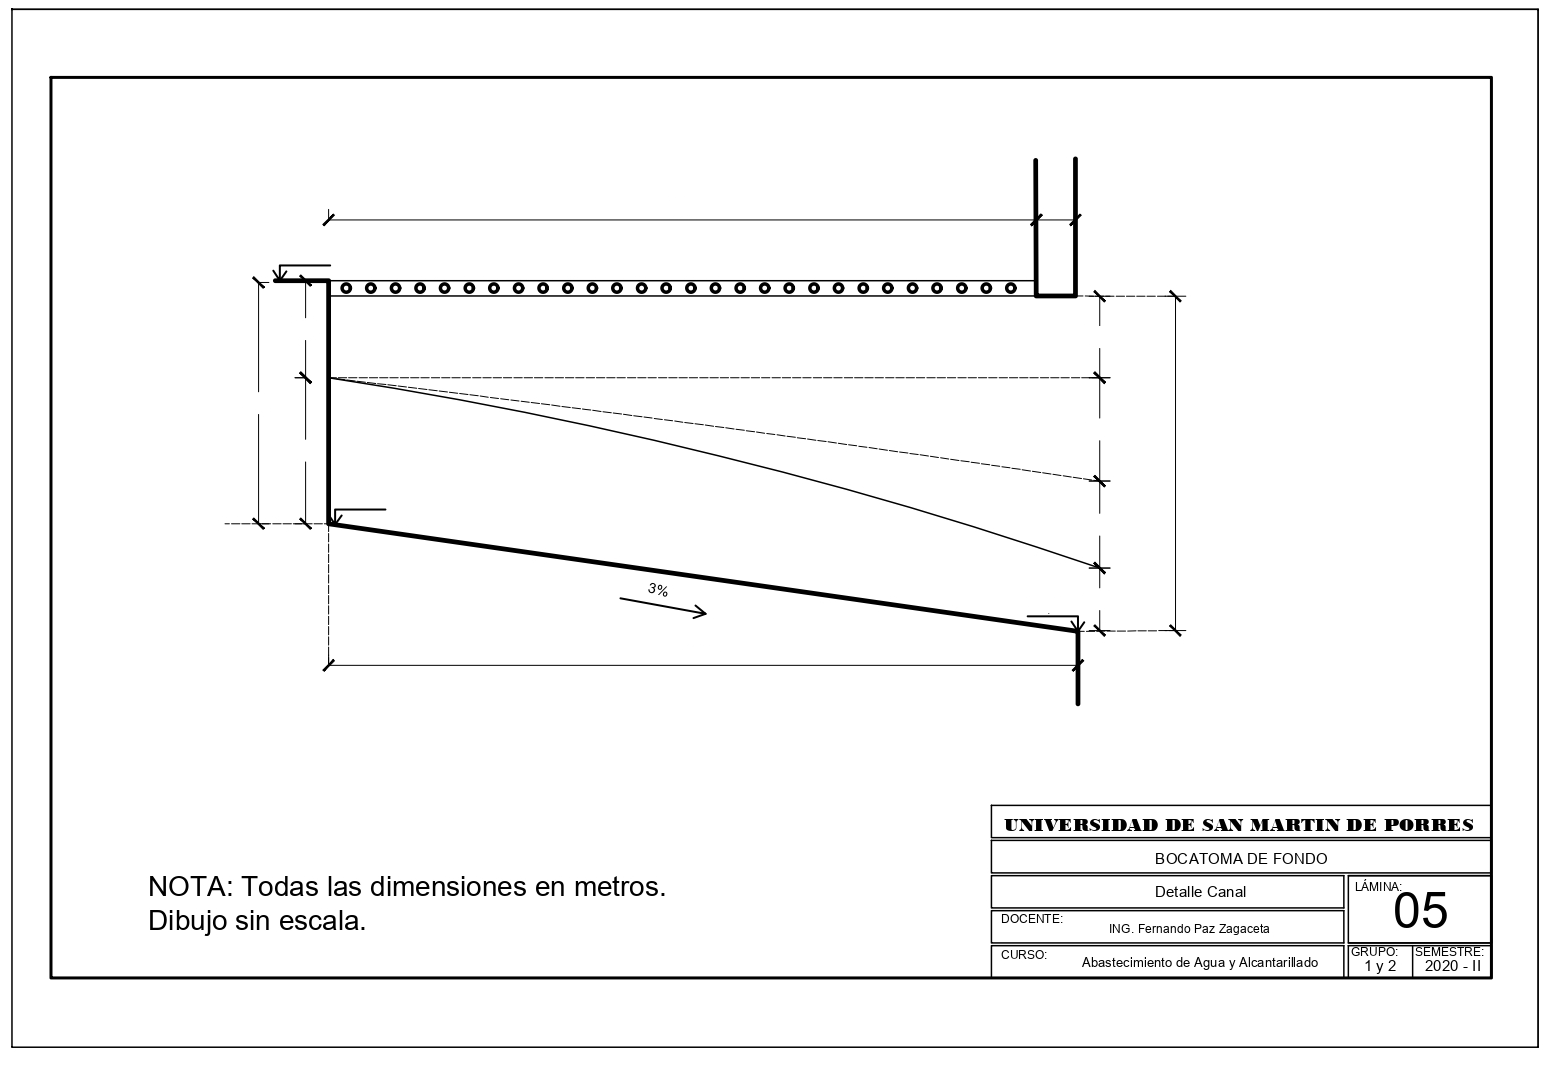 3%
NOTA: Todas las dimensiones en metros.
Dibujo sin escala.
UNIVERSIDAD DE SAN MARTIN DE PORRES
BOCATOMA DE FONDO
Detalle Canal
LÁMINA:
05
DOCENTE:
ING. Fernando Paz Zagaceta
CURSO:
Abastecimiento de Agua y Alcantarillado
GRUPO:
1 y 2
SEMESTRE:
2020 - II